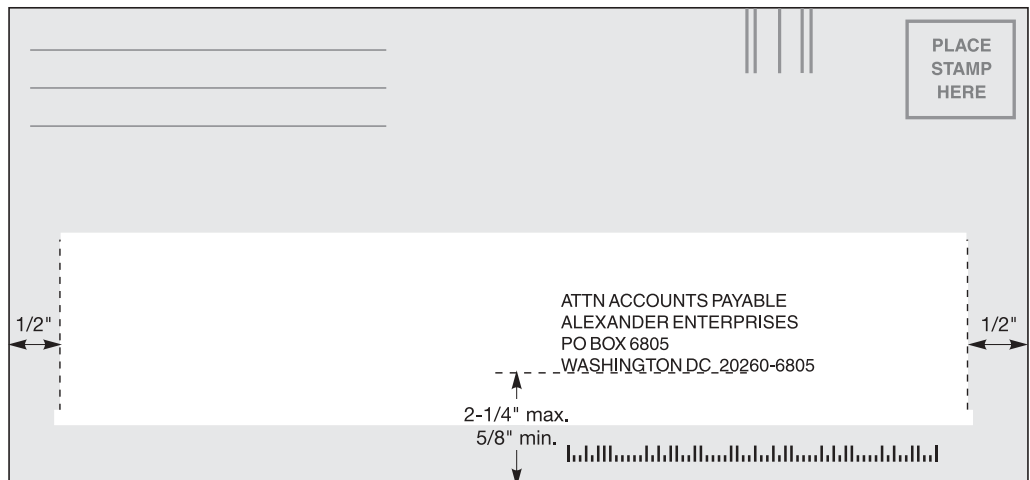 PLACE
STAMP
HERE
ATTN ACCOUNTS PAYABLE
ALEXANDER ENTERPRISES
PO BOX 6805
WASHINGTON DC  20260-6805
1/2"
1/2"
2-1/4" max.
5/8" min.